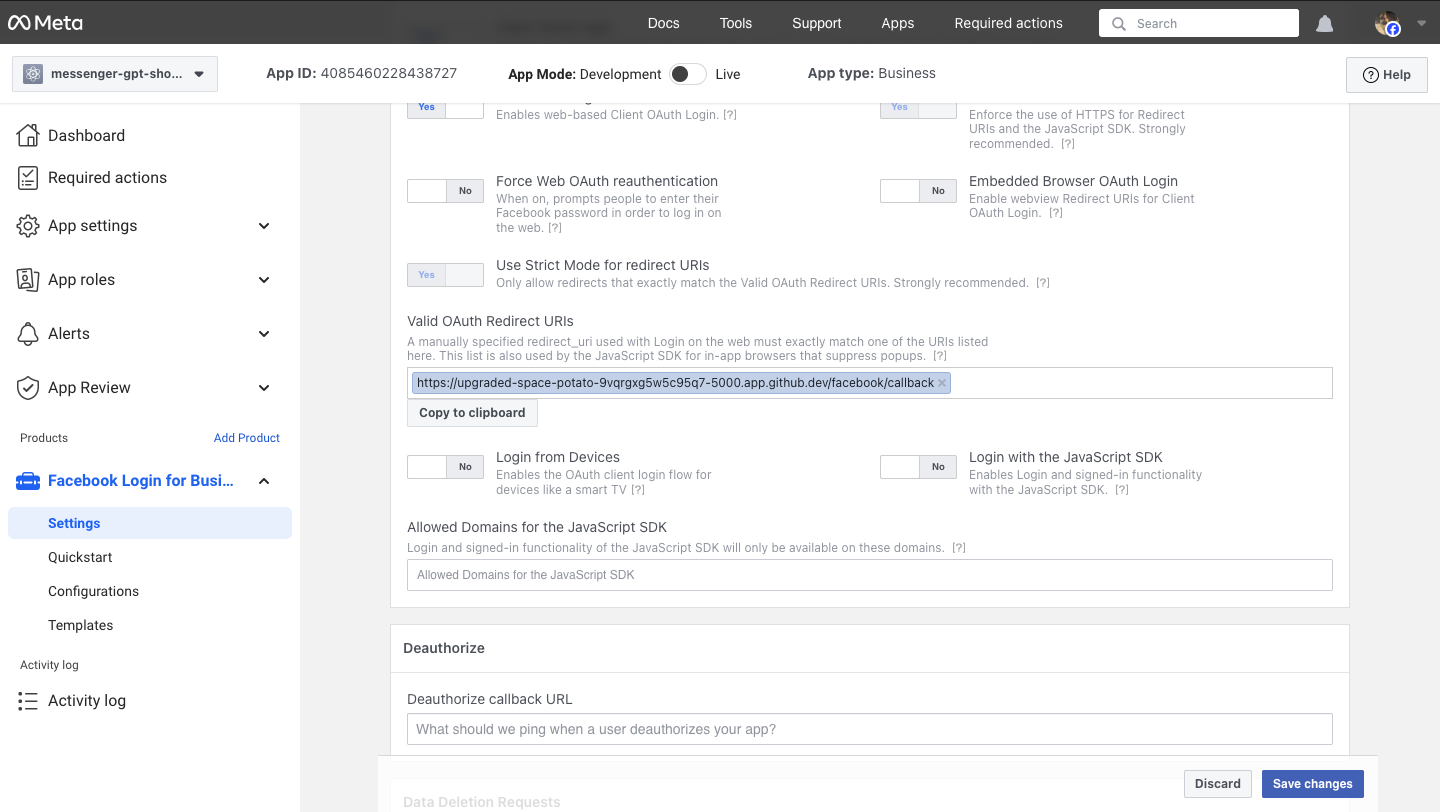 Meta
Docs
Tools
Support
Apps
Required actions
Search
messenger-gpt-sho...
App ID: 4085460228438727
App Mode: Development
Live
App type: Business
Help
Dashboard
Required actions
App settings
App roles
Alerts
App Review
Products
Add Product
Facebook Login for Busi...
Settings
Quickstart
Configurations
Templates
Activity log
Activity log
Yes
Enables web-based Client OAuth Login. [?]
Yes
Enforce the use of HTTPS for Redirect
URIs and the JavaScript SDK. Strongly
recommended. [?]
No
Force Web OAuth reauthentication
When on, prompts people to enter their
Facebook password in order to log in on
the web. [?]
No
Embedded Browser OAuth Login
Enable webview Redirect URIs for Client
OAuth Login. [?]
Yes
Use Strict Mode for redirect URIs
Only allow redirects that exactly match the Valid OAuth Redirect URIs. Strongly recommended. [?]
Valid OAuth Redirect URIs
A manually specified redirect_uri used with Login on the web must exactly match one of the URIs listed
here. This list is also used by the JavaScript SDK for in-app browsers that suppress popups. [?]
https://upgraded-space-potato-9vqrgxg5w5c95q7-5000.app.github.dev/facebook/callback
Copy to clipboard
No
Login from Devices
Enables the OAuth client login flow for
devices like a smart TV [?]
No
Login with the JavaScript SDK
Enables Login and signed-in functionality
with the JavaScript SDK. [?]
Allowed Domains for the JavaScript SDK
Login and signed-in functionality of the JavaScript SDK will only be available on these domains. [?]
Allowed Domains for the JavaScript SDK
Deauthorize
Deauthorize callback URL
What should we ping when a user deauthorizes your app?
Discard
Save changes
Data Deletion Requests